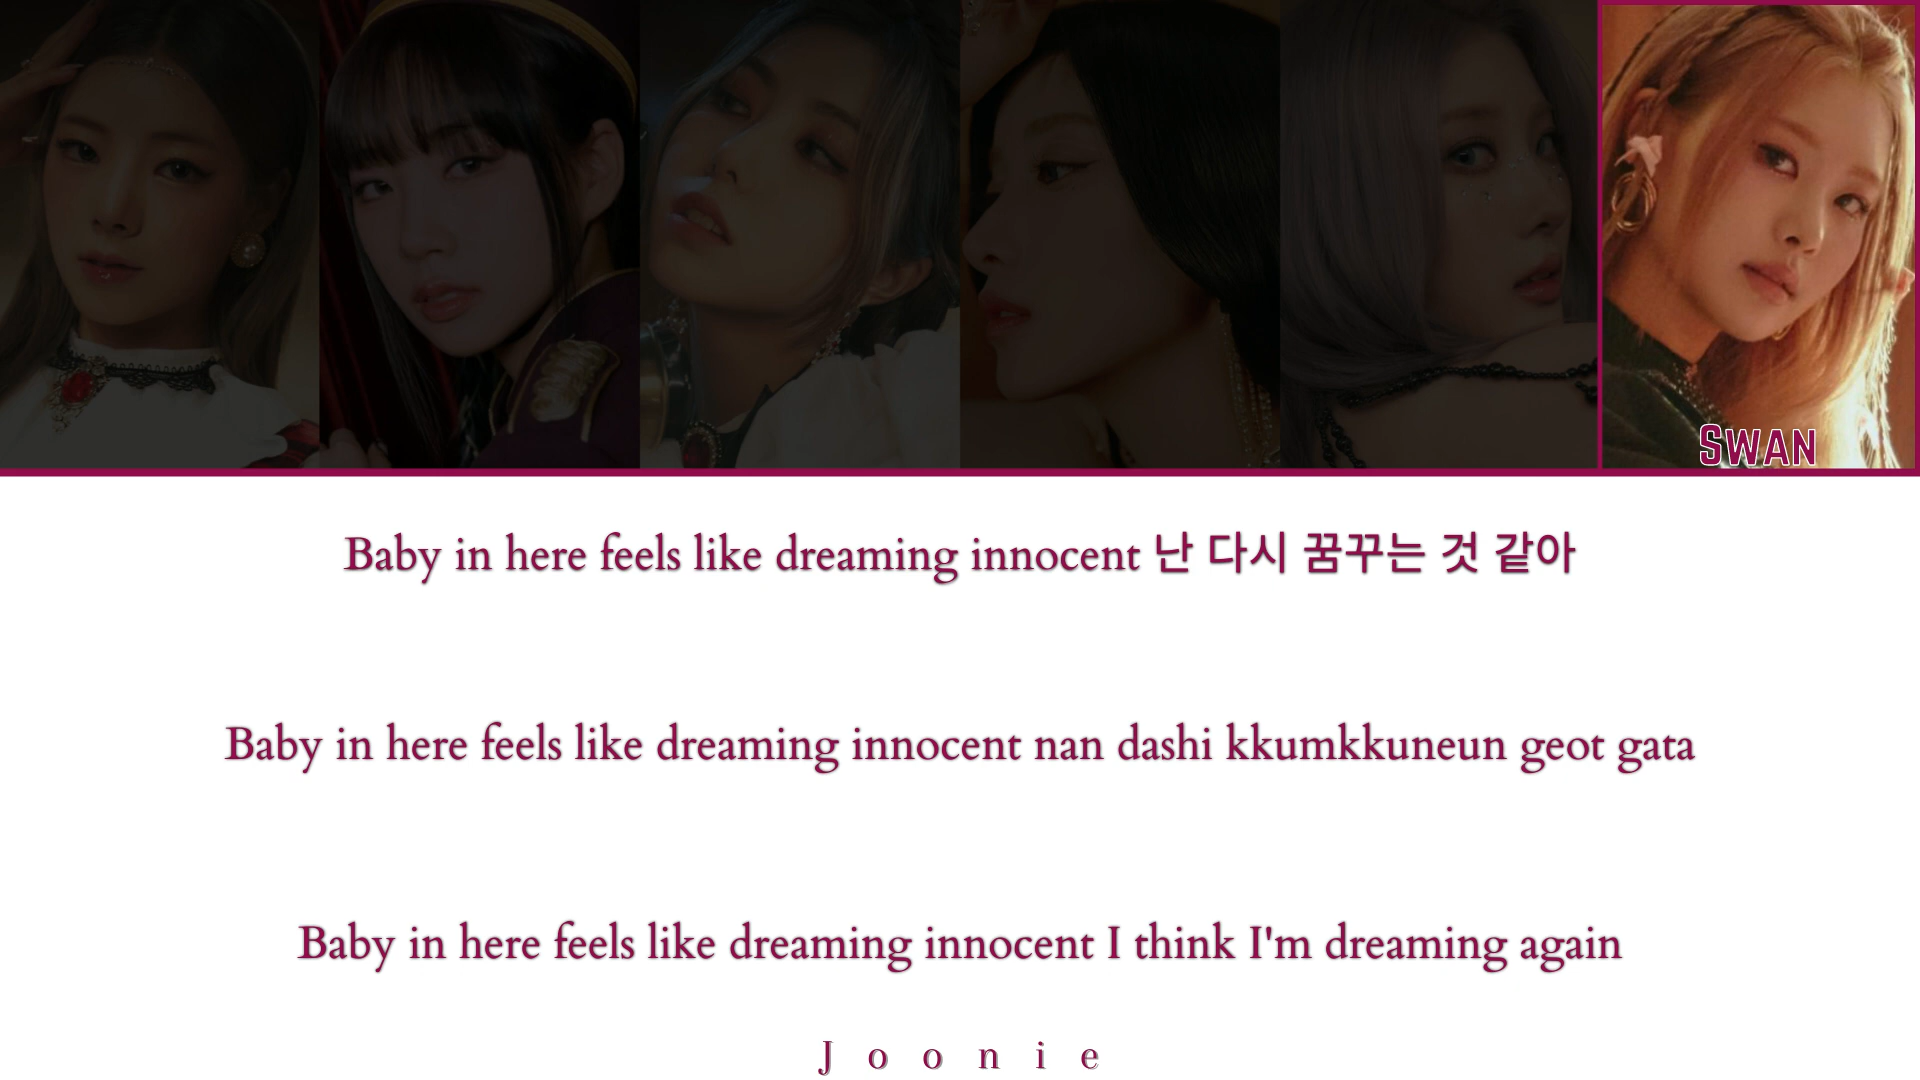 Swan
Baby in here feels like dreaming innocent 난 다시 꿈꾸는 것 같아
Baby in here feels like dreaming innocent nan dashi kkumkkuneun geot gata
Baby in here feels like dreaming innocent I think I'm dreaming again
Joonie